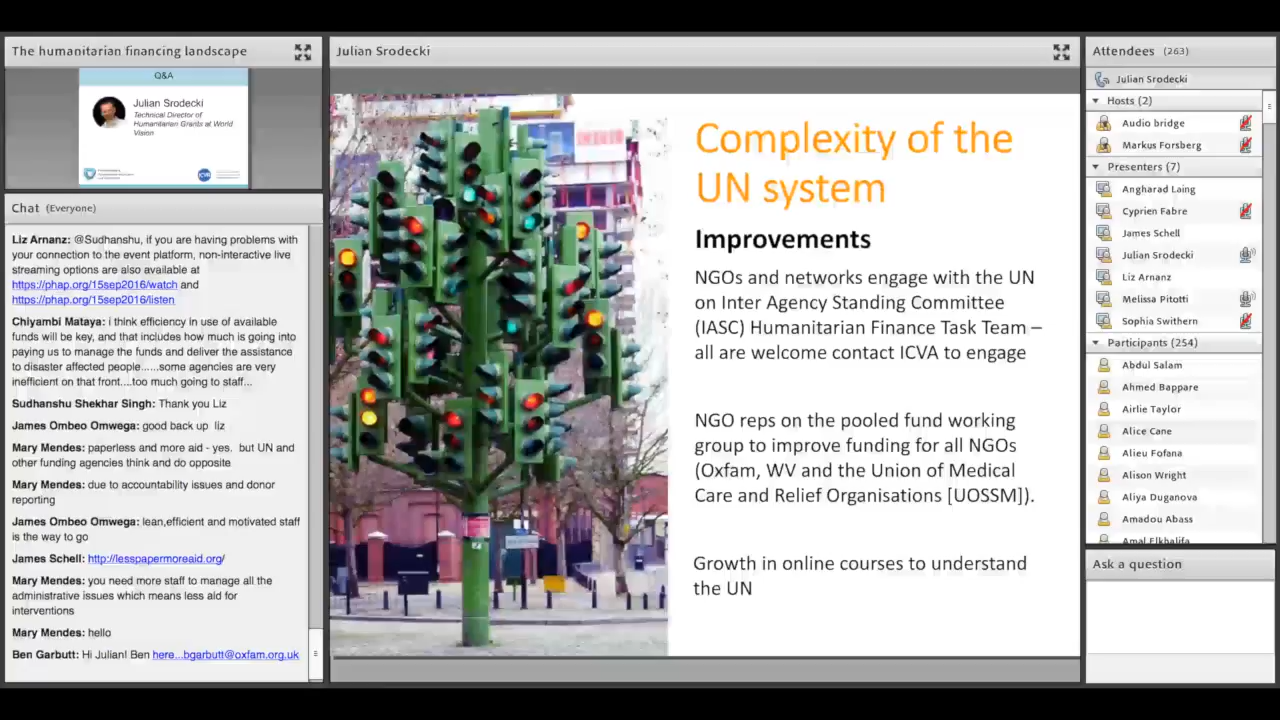 The humanitarian financing landscape
Q&A
Julian Srodecki
Technical Director of
Humanitarian Grants at World
Vision
Chat (Everyone)
Liz Arnanz: @Sudhanshu, if you are having problems with
your connection to the event platform, non-interactive live
streaming options are also available at
https://phap.org/15sep2016/watch and
https://phap.org/15sep2016/listen
Chiyambi Mataya: i think efficiency in use of available
funds will be key, and that includes how much is going into
paying us to manage the funds and deliver the assistance
to disaster affected people......some agencies are very
inefficient on that front....too much going to staff...
Sudhanshu Shekhar Singh: Thank you Liz
James Ombeo Omwega: good back up liz
Mary Mendes: paperless and more aid - yes. but UN and
other funding agencies think and do opposite
Mary Mendes: due to accountability issues and donor
reporting
James Ombeo Omwega: lean,efficient and motivated staff
is the way to go
James Schell: http://lesspapermoreaid.org/
Mary Mendes: you need more staff to manage all the
administrative issues which means less aid for
interventions
Mary Mendes: hello
Ben Garbutt: Hi Julian! Ben here...bgarbutt@oxfam.org.uk
Julian Srodecki
Complexity of the
UN system
Improvements
NGOs and networks engage with the UN
on Inter Agency Standing Committee
(IASC) Humanitarian Finance Task Team –
all are welcome contact ICVA to engage
NGO reps on the pooled fund working
group to improve funding for all NGOs
(Oxfam, WV and the Union of Medical
Care and Relief Organisations [UOSSM]).
Growth in online courses to understand
the UN
Attendees (263)
Julian Srodecki
Hosts (2)
Audio bridge
Markus Forsberg
Presenters (7)
Angharad Laing
Cyprien Fabre
James Schell
Julian Srodecki
Liz Arnanz
Melissa Pitotti
Sophia Swithern
Participants (254)
Abdul Salam
Ahmed Bappare
Airlie Taylor
Alice Cane
Alieu Fofana
Alison Wright
Aliya Duganova
Amadou Abass
Amal Elkhalifa
Ask a question